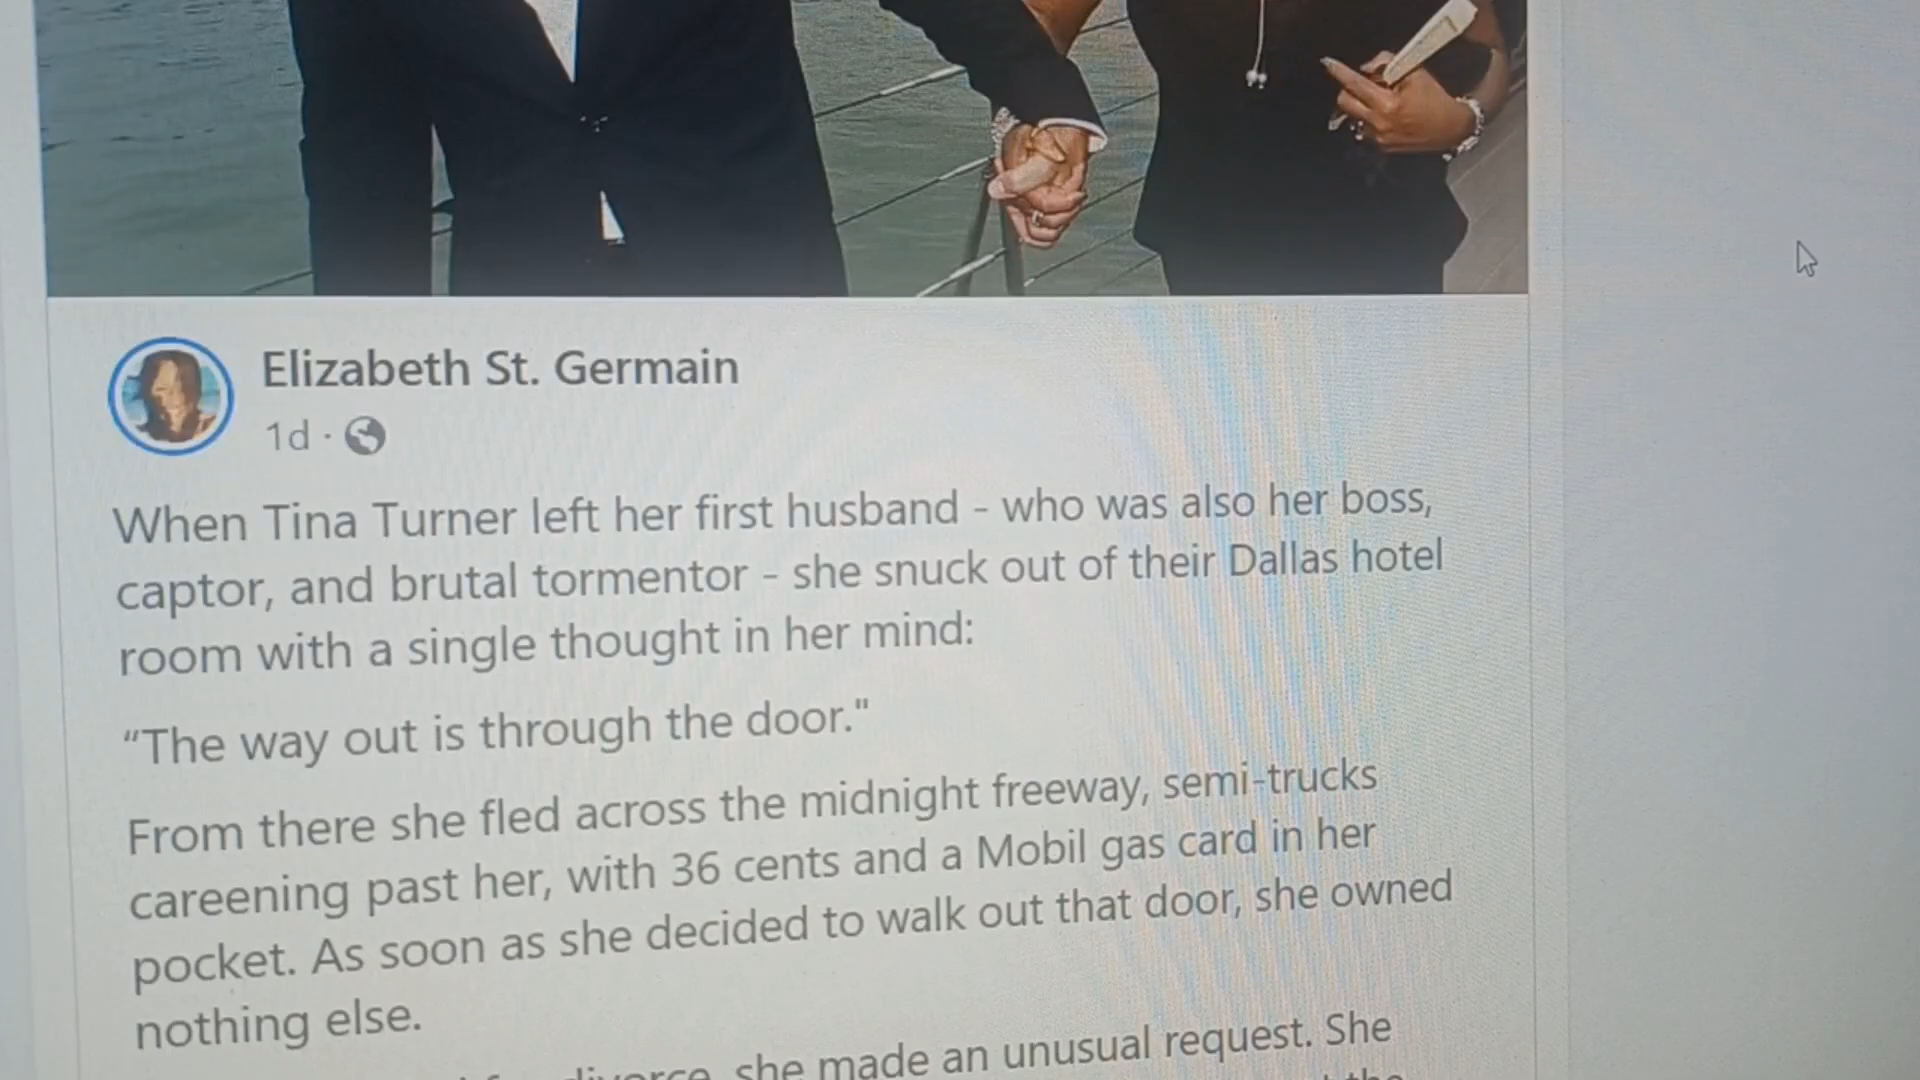 Elizabeth St. Germain
1d ·
When Tina Turner left her first husband - who was also her boss,
captor, and brutal tormentor - she snuck out of their Dallas hotel
room with a single thought in her mind:
“The way out is through the door."
From there she fled across the midnight freeway, semi-trucks
careening past her, with 36 cents and a Mobil gas card in her
pocket. As soon as she decided to walk out that door, she owned
nothing else.
divorce, she made an unusual request. She
the